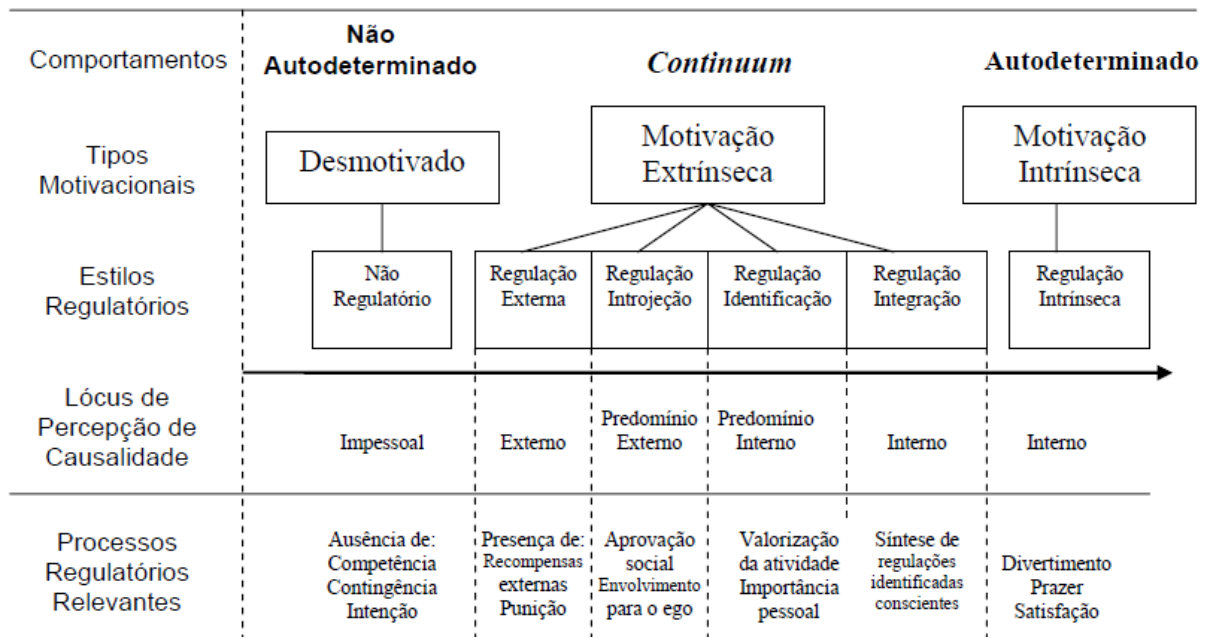 Comportamentos
Não
Autodeterminado
Continuum
Autodeterminado
Tipos
Motivacionais
Desmotivado
Motivação
Extrínseca
Motivação
Intrínseca
Estilos
Regulatórios
Não
Regulatório
Regulação
Externa
Regulação
Introjeção
Regulação
Identificação
Regulação
Integração
Regulação
Intrínseca
Lócus de
Percepção de
Causalidade
Impessoal
Externo
Predomínio
Externo
Predomínio
Interno
Interno
Interno
Processos
Regulatórios
Relevantes
Ausência de:
Competência
Contingência
Intenção
Presença de:
Recompensas
externas
Punição
Aprovação
social
Envolvimento
para o ego
Valorização
da atividade
Importância
pessoal
Síntese de
regulações
identificadas
conscientes
Divertimento
Prazer
Satisfação